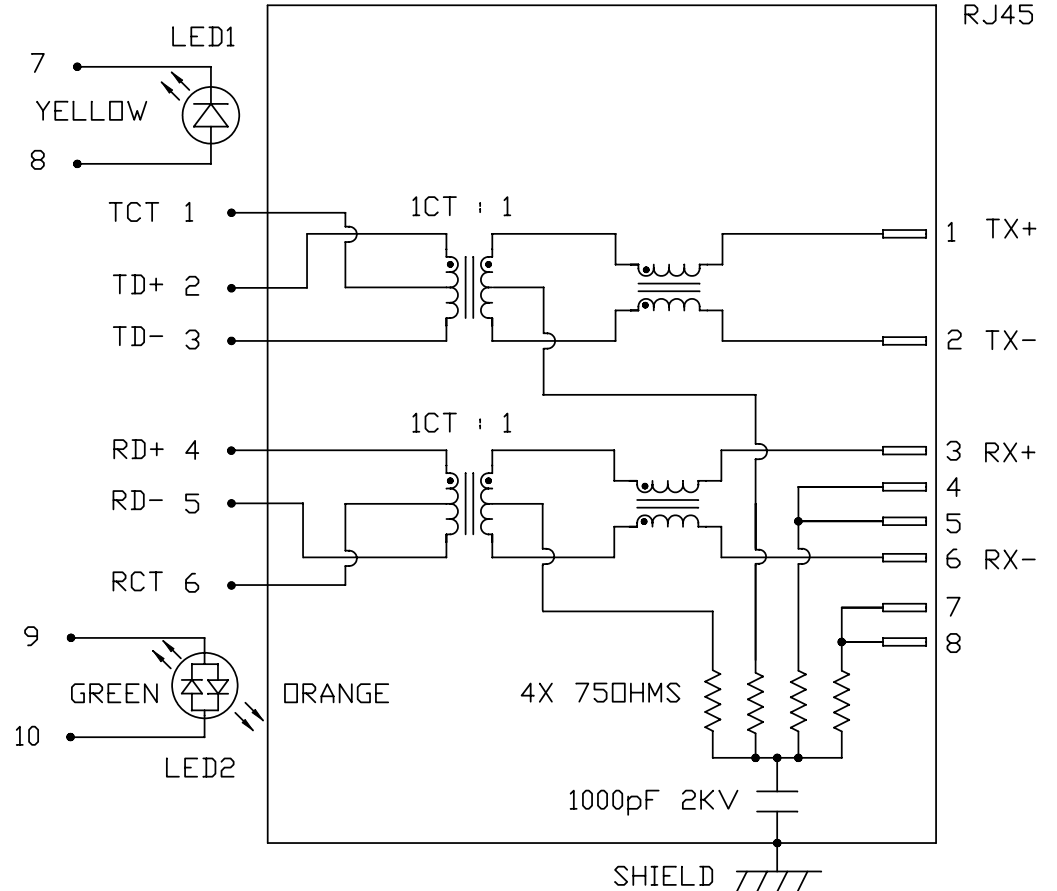 RJ45
LED1
7
YELLOW
8
TCT 1
1CT : 1
1 TX+
TD+ 2
TD- 3
2 TX-
1CT : 1
RD+ 4
3 RX+
4
RD- 5
5
6 RX-
RCT 6
7
9
8
GREEN
ORANGE
4X 75OHMS
10
LED2
1000pF 2KV
SHIELD